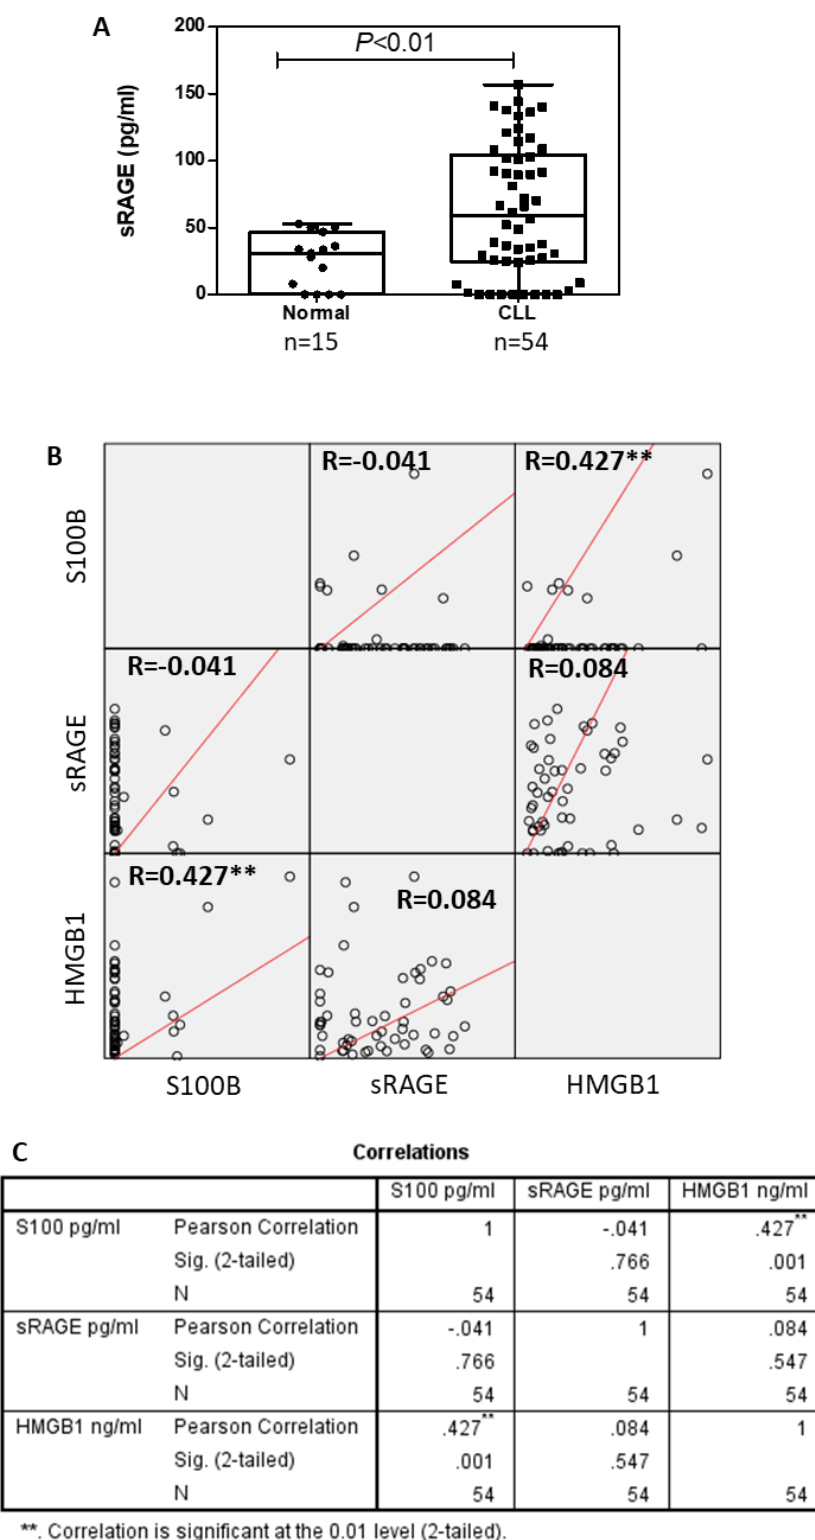 A
200
P<0.01
150
100
50
0
sRAGE (pg/ml)
Normal
CLL
n=15
n=54
B
R=-0.041
R=0.427**
S100B
R=-0.041
R=0.084
sRAGE
R=0.427**
R=0.084
HMGB1
S100B
sRAGE
HMGB1
C
Correlations
S100 pg/ml sRAGE pg/ml HMGB1 ng/ml
S100 pg/ml Pearson Correlation 1 -.041 .427**
Sig. (2-tailed) .766 .001
N 54 54 54
sRAGE pg/ml Pearson Correlation -.041 1 .084
Sig. (2-tailed) .766 .547
N 54 54 54
HMGB1 ng/ml Pearson Correlation .427** .084 1
Sig. (2-tailed) .001 .547
N 54 54 54
**. Correlation is significant at the 0.01 level (2-tailed).